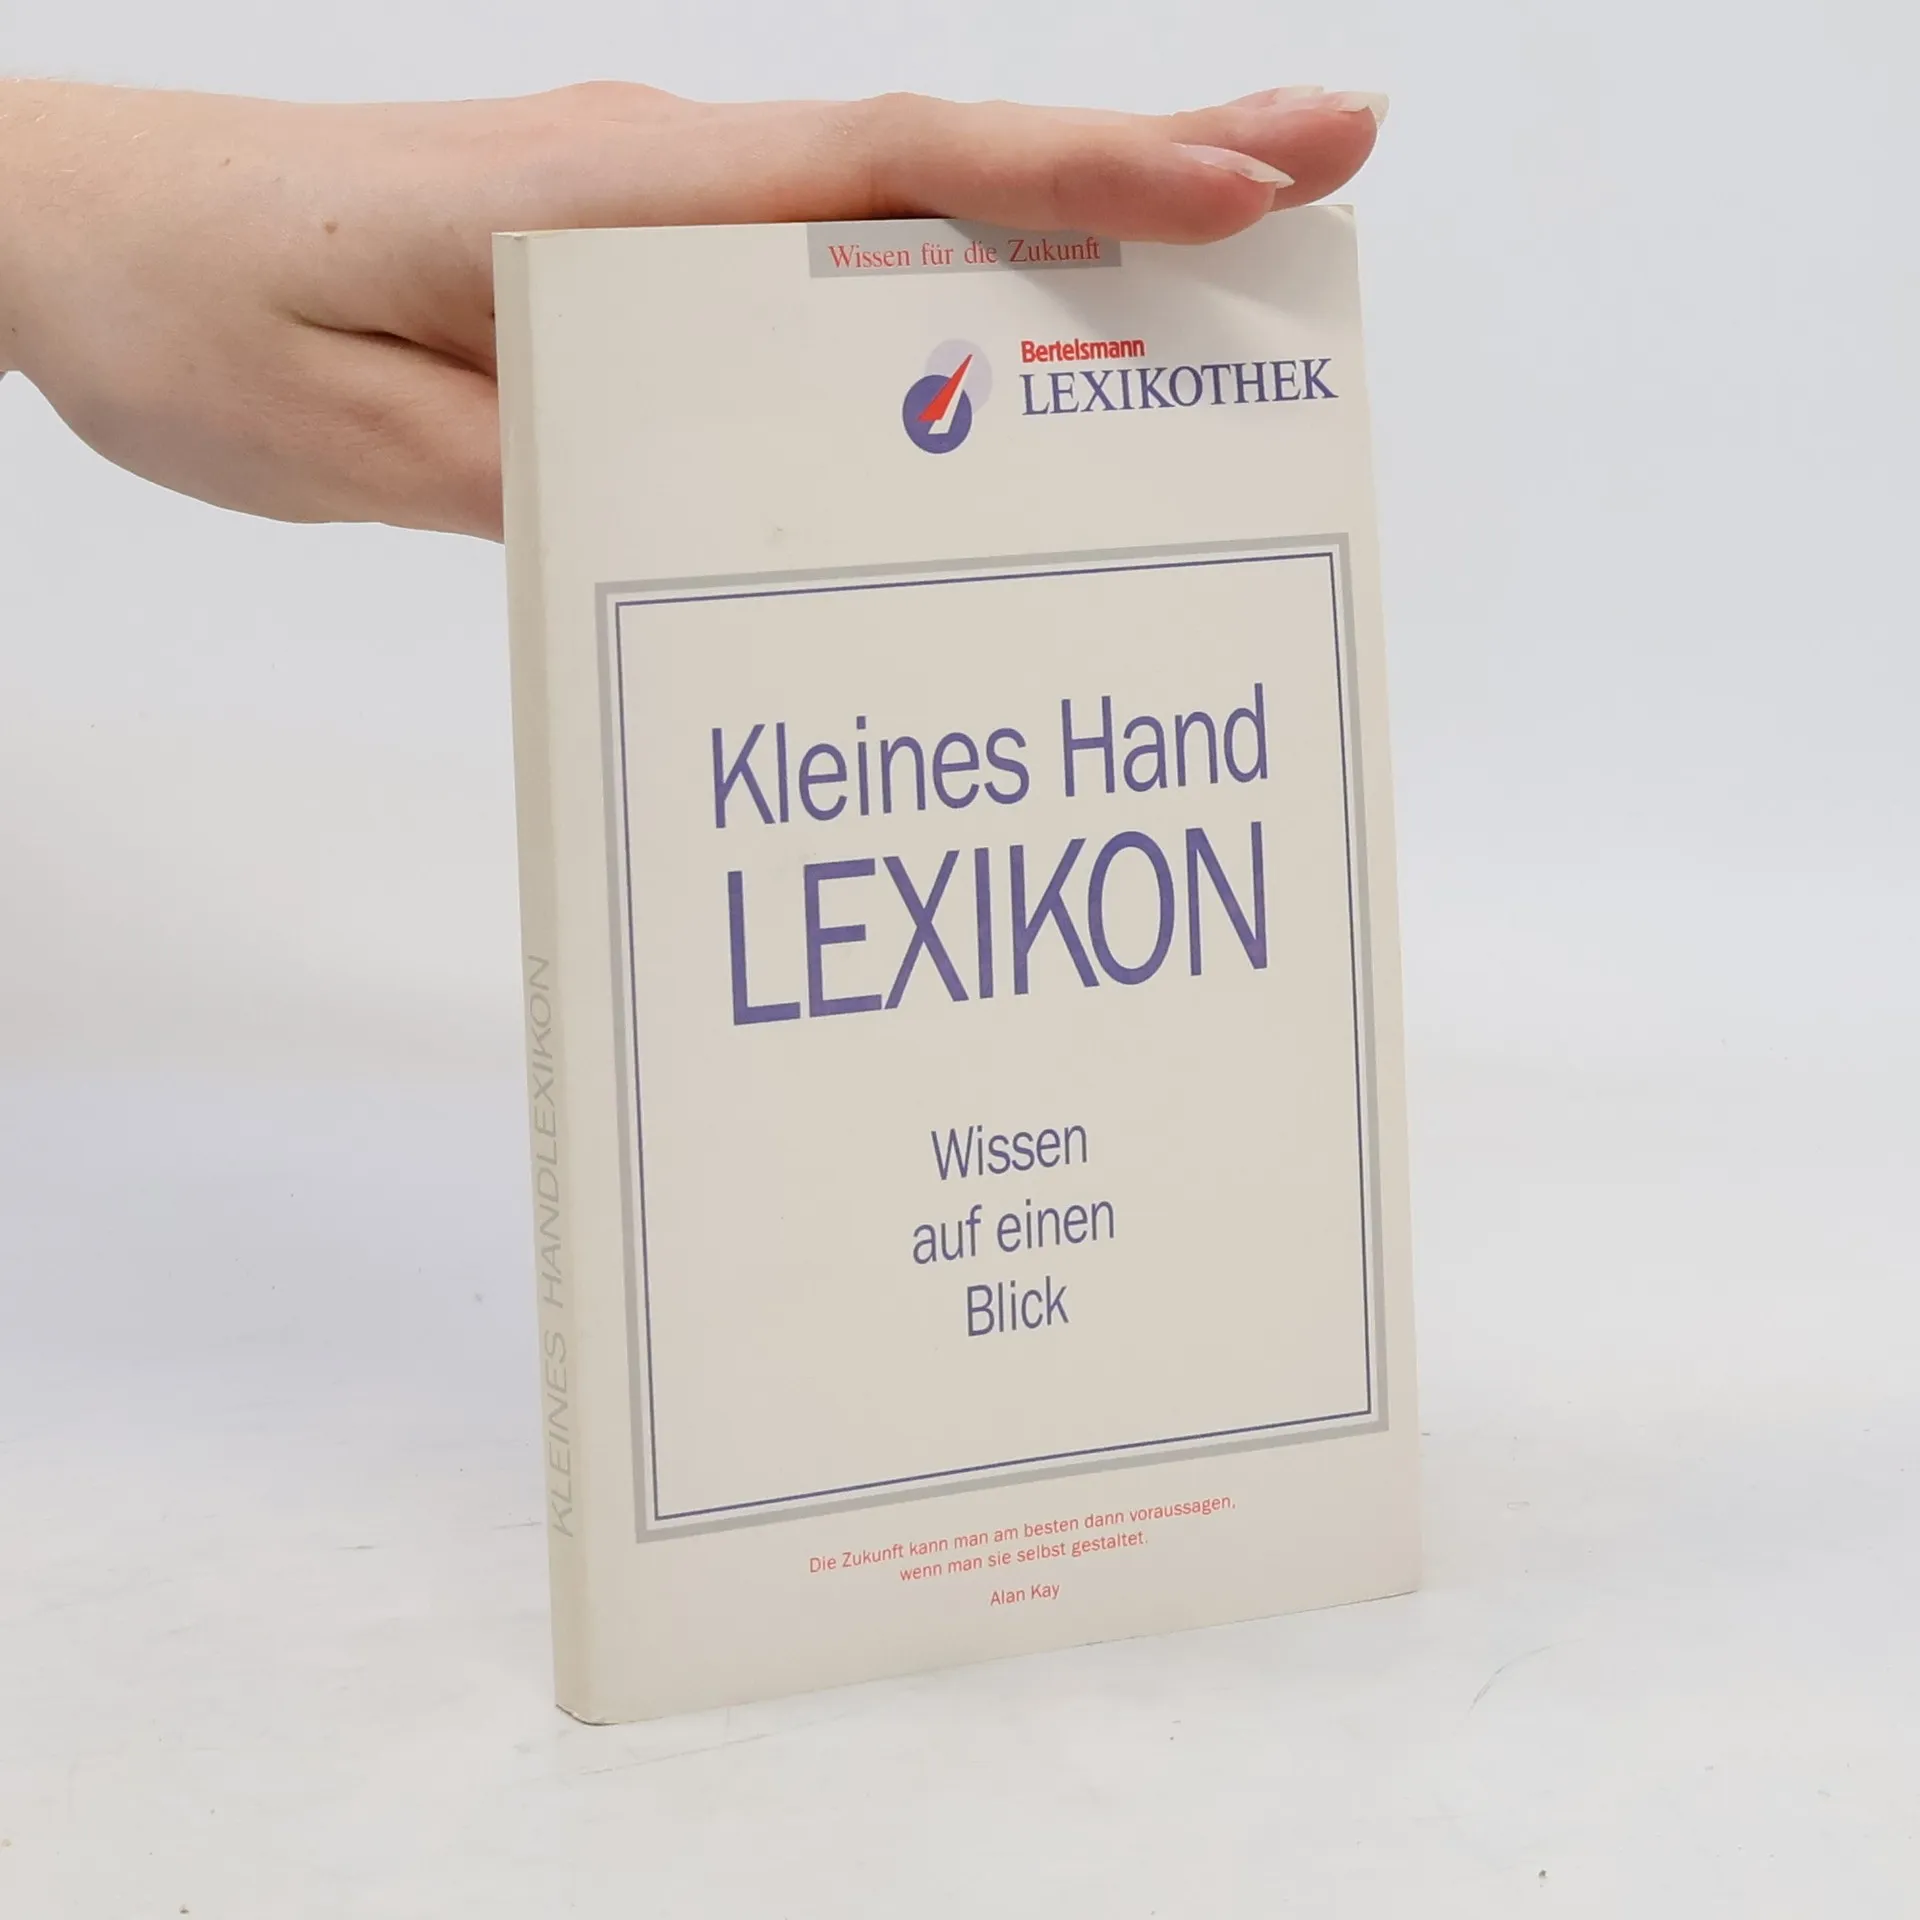 Wissen für die Zukunft
Bertelsmann
LEXIKOTHEK
Kleines Hand
LEXIKON
Wissen
auf einen
Blick
Die Zukunft kann man am besten dann voraussagen,
wenn man sie selbst gestaltet.
Alan Kay
KLEINES HANDLEXIKON